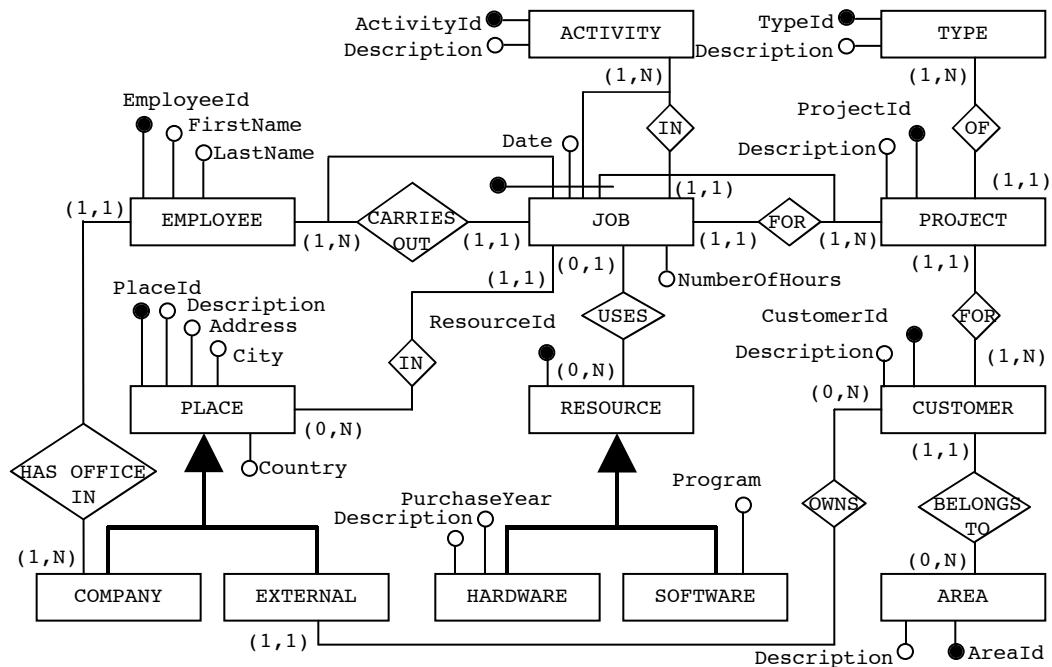 ActivityId
ACTIVITY
Description
(1,N)
TypeId
TYPE
Description
(1,N)
EmployeeId
FirstName
LastName
Date
IN
ProjectId
Description
OF
(1,1)
EMPLOYEE
(1,N)
CARRIES
OUT
(1,1)
JOB
(1,1)
(1,1)
FOR
(1,N)
PROJECT
(1,1)
(1,1)
(1,1)
(0,1)
NumberOfHours
PlaceId
Description
Address
City
ResourceId
USES
CustomerId
Description
FOR
(1,N)
IN
(0,N)
(0,N)
PLACE
(0,N)
RESOURCE
CUSTOMER
(1,1)
Country
HAS OFFICE
IN
PurchaseYear
Description
Program
OWNS
BELONGS
TO
(1,N)
(0,N)
COMPANY
EXTERNAL
HARDWARE
SOFTWARE
AREA
(1,1)
Description
AreaId